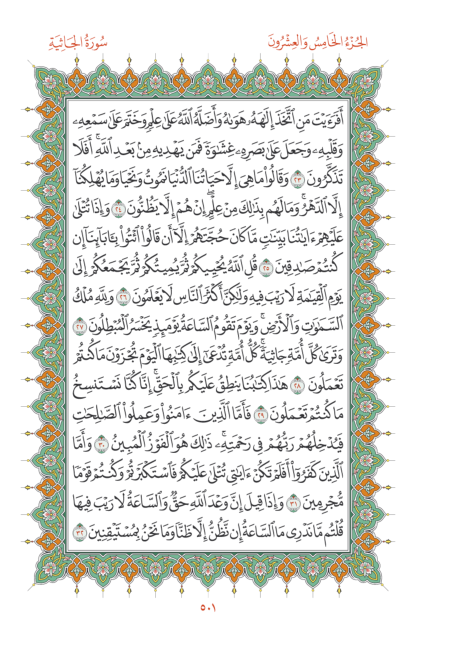 الجُزْءُ الخَامِسُ وَالعِشْرُونَ
سُورَةُ الجَاثِيَةِ
أَفَرَءَيْتَ مَنِ ٱتَّخَذَ إِلَٰهَهُۥ هَوَىٰهُ وَأَضَلَّهُ ٱللَّهُ عَلَىٰ عِلْمٍ وَخَتَمَ عَلَىٰ سَمْعِهِۦ
وَقَلْبِهِۦ وَجَعَلَ عَلَىٰ بَصَرِهِۦ غِشَٰوَةً فَمَن يَهْدِيهِ مِنۢ بَعْدِ ٱللَّهِ ۚ أَفَلَا
تَذَكَّرُونَ ٢٣ وَقَالُوا۟ مَا هِىَ إِلَّا حَيَاتُنَا ٱلدُّنْيَا نَمُوتُ وَنَحْيَا وَمَا يُهْلِكُنَآ
إِلَّا ٱلدَّهْرُ ۚ وَمَا لَهُم بِذَٰلِكَ مِنْ عِلْمٍ ۖ إِنْ هُمْ إِلَّا يَظُنُّونَ ٢٤ وَإِذَا تُتْلَىٰ
عَلَيْهِمْ ءَايَٰتُنَا بَيِّنَٰتٍ مَّا كَانَ حُجَّتَهُمْ إِلَّآ أَن قَالُوا۟ ٱئْتُوا۟ بِـَٔابَآئِنَآ إِن
كُنتُمْ صَٰدِقِينَ ٢٥ قُلِ ٱللَّهُ يُحْيِيكُمْ ثُمَّ يُمِيتُكُمْ ثُمَّ يَجْمَعُكُمْ إِلَىٰ
يَوْمِ ٱلْقِيَٰمَةِ لَا رَيْبَ فِيهِ وَلَٰكِنَّ أَكْثَرَ ٱلنَّاسِ لَا يَعْلَمُونَ ٢٦ وَلِلَّهِ مُلْكُ
ٱلسَّمَٰوَٰتِ وَٱلْأَرْضِ ۚ وَيَوْمَ تَقُومُ ٱلسَّاعَةُ يَوْمَئِذٍ يَخْسَرُ ٱلْمُبْطِلُونَ ٢٧
وَتَرَىٰ كُلَّ أُمَّةٍ جَاثِيَةً ۚ كُلُّ أُمَّةٍ تُدْعَىٰٓ إِلَىٰ كِتَٰبِهَا ٱلْيَوْمَ تُجْزَوْنَ مَا كُنتُمْ
تَعْمَلُونَ ٢٨ هَٰذَا كِتَٰبُنَا يَنطِقُ عَلَيْكُم بِٱلْحَقِّ ۚ إِنَّا كُنَّا نَسْتَنسِخُ
مَا كُنتُمْ تَعْمَلُونَ ٢٩ فَأَمَّا ٱلَّذِينَ ءَامَنُوا۟ وَعَمِلُوا۟ ٱلصَّٰلِحَٰتِ
فَيُدْخِلُهُمْ رَبُّهُمْ فِى رَحْمَتِهِۦ ۚ ذَٰلِكَ هُوَ ٱلْفَوْزُ ٱلْمُبِينُ ٣٠ وَأَمَّا
ٱلَّذِينَ كَفَرُوٓا۟ أَفَلَمْ تَكُنْ ءَايَٰتِى تُتْلَىٰ عَلَيْكُمْ فَٱسْتَكْبَرْتُمْ وَكُنتُمْ قَوْمًا
مُّجْرِمِينَ ٣١ وَإِذَا قِيلَ إِنَّ وَعْدَ ٱللَّهِ حَقٌّ وَٱلسَّاعَةُ لَا رَيْبَ فِيهَا
قُلْتُم مَّا نَدْرِى مَا ٱلسَّاعَةُ إِن نَّظُنُّ إِلَّا ظَنًّا وَمَا نَحْنُ بِمُسْتَيْقِنِينَ ٣٢
٥٠١